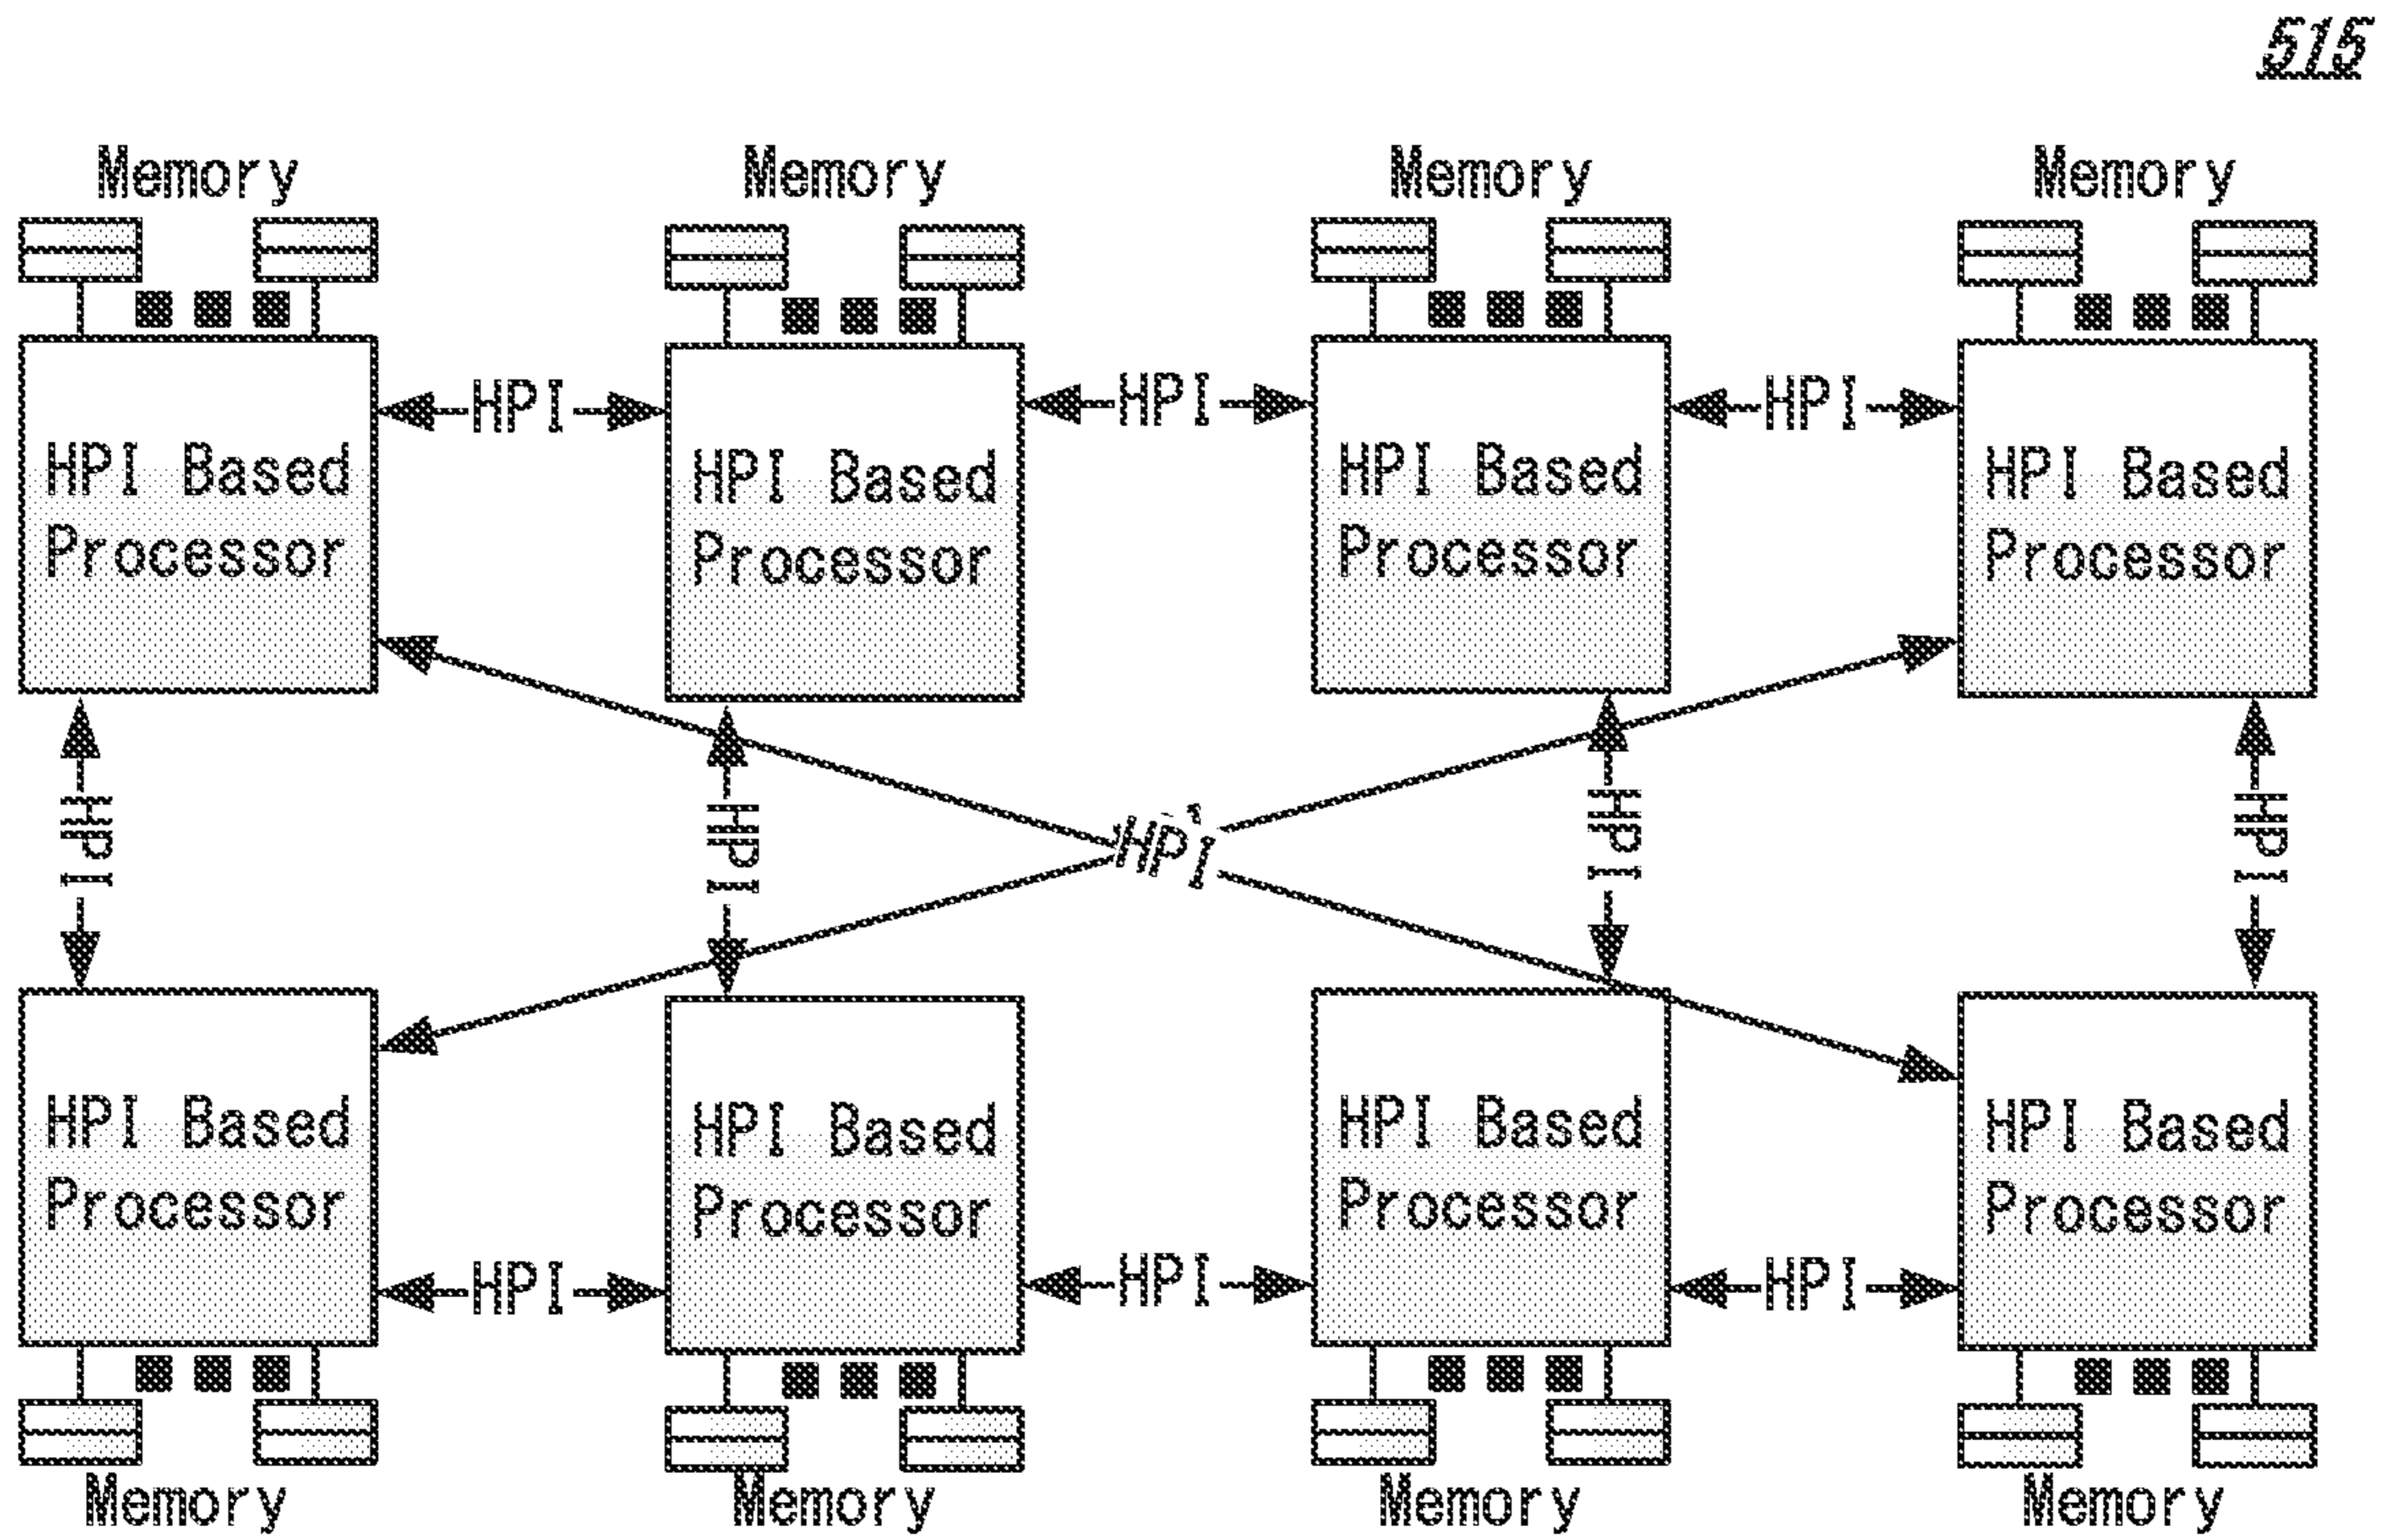 515
Memory Memory Memory Memory
HPI HPI HPI
HPI Based HPI Based HPI Based HPI Based
Processor Processor Processor Processor
HPI HPI HPI HPI HPI
HPI Based HPI Based HPI Based HPI Based
Processor Processor Processor Processor
HPI HPI HPI
Memory Memory Memory Memory